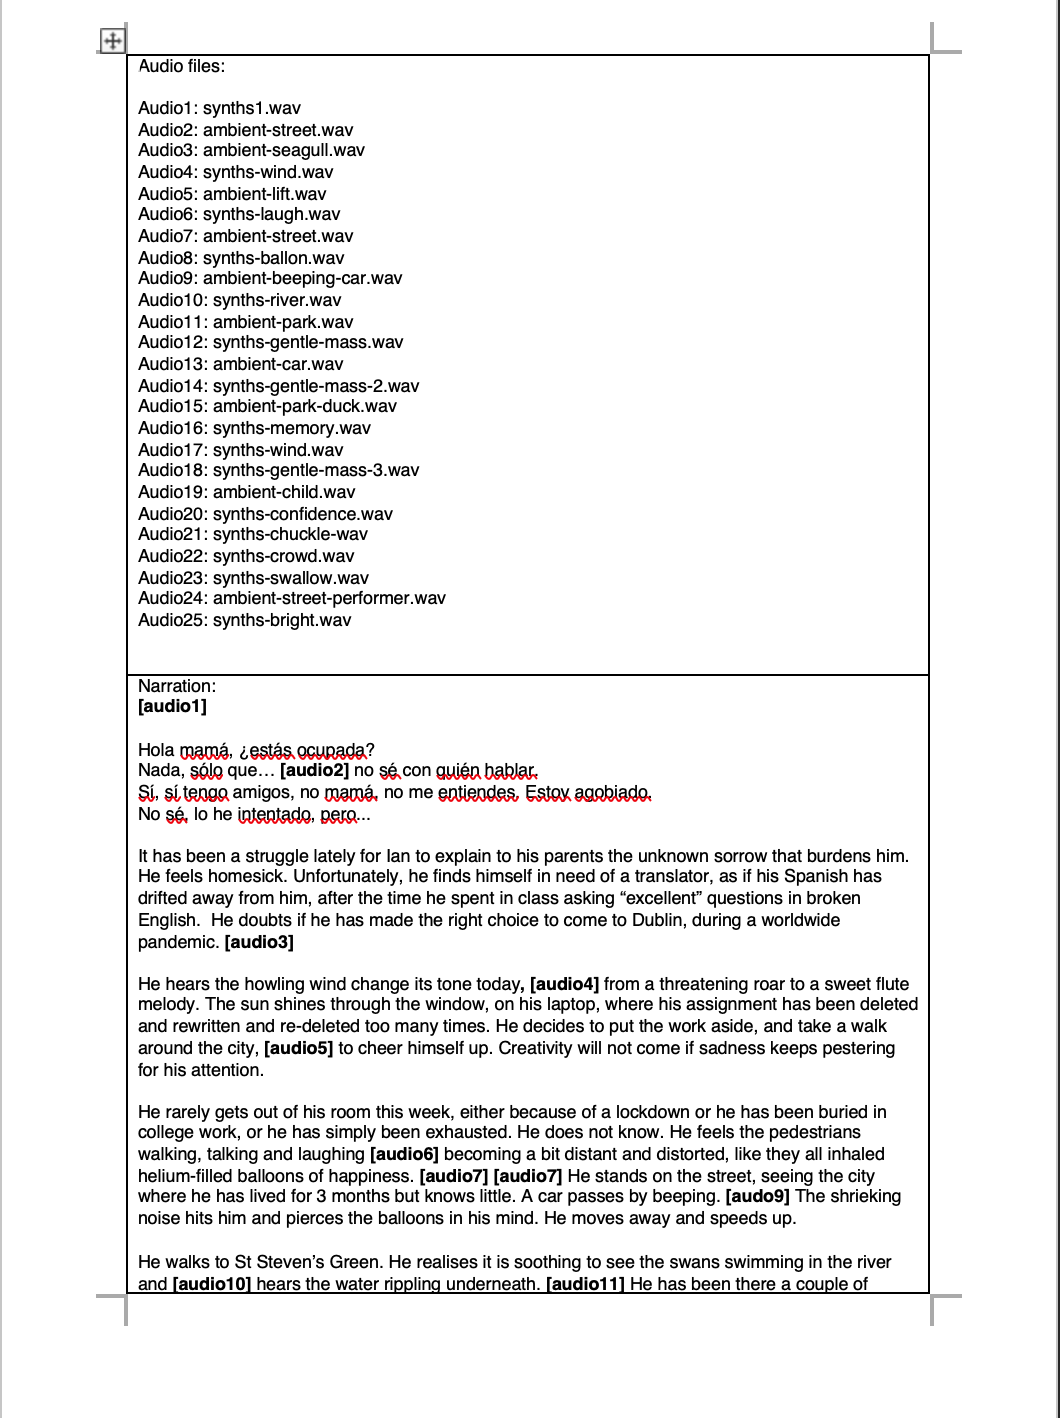 Audio files:
Audio1: synths1.wav
Audio2: ambient-street.wav
Audio3: ambient-seagull.wav
Audio4: synths-wind.wav
Audio5: ambient-lift.wav
Audio6: synths-laugh.wav
Audio7: ambient-street.wav
Audio8: synths-ballon.wav
Audio9: ambient-beeping-car.wav
Audio10: synths-river.wav
Audio11: ambient-park.wav
Audio12: synths-gentle-mass.wav
Audio13: ambient-car.wav
Audio14: synths-gentle-mass-2.wav
Audio15: ambient-park-duck.wav
Audio16: synths-memory.wav
Audio17: synths-wind.wav
Audio18: synths-gentle-mass-3.wav
Audio19: ambient-child.wav
Audio20: synths-confidence.wav
Audio21: synths-chuckle-wav
Audio22: synths-crowd.wav
Audio23: synths-swallow.wav
Audio24: ambient-street-performer.wav
Audio25: synths-bright.wav
Narration:
[audio1]
Hola mamá, ¿estás ocupada?
Nada, sólo que… [audio2] no sé con quién hablar.
Sí, sí tengo amigos, no mamá, no me entiendes. Estoy agobiado.
No sé, lo he intentado, pero...
It has been a struggle lately for Ian to explain to his parents the unknown sorrow that burdens him.
He feels homesick. Unfortunately, he finds himself in need of a translator, as if his Spanish has
drifted away from him, after the time he spent in class asking “excellent” questions in broken
English.  He doubts if he has made the right choice to come to Dublin, during a worldwide
pandemic. [audio3]
He hears the howling wind change its tone today, [audio4] from a threatening roar to a sweet flute
melody. The sun shines through the window, on his laptop, where his assignment has been deleted
and rewritten and re-deleted too many times. He decides to put the work aside, and take a walk
around the city, [audio5] to cheer himself up. Creativity will not come if sadness keeps pestering
for his attention.
He rarely gets out of his room this week, either because of a lockdown or he has been buried in
college work, or he has simply been exhausted. He does not know. He feels the pedestrians
walking, talking and laughing [audio6] becoming a bit distant and distorted, like they all inhaled
helium-filled balloons of happiness. [audio7] [audio7] He stands on the street, seeing the city
where he has lived for 3 months but knows little. A car passes by beeping. [audo9] The shrieking
noise hits him and pierces the balloons in his mind. He moves away and speeds up.
He walks to St Steven’s Green. He realises it is soothing to see the swans swimming in the river
and [audio10] hears the water rippling underneath. [audio11] He has been there a couple of